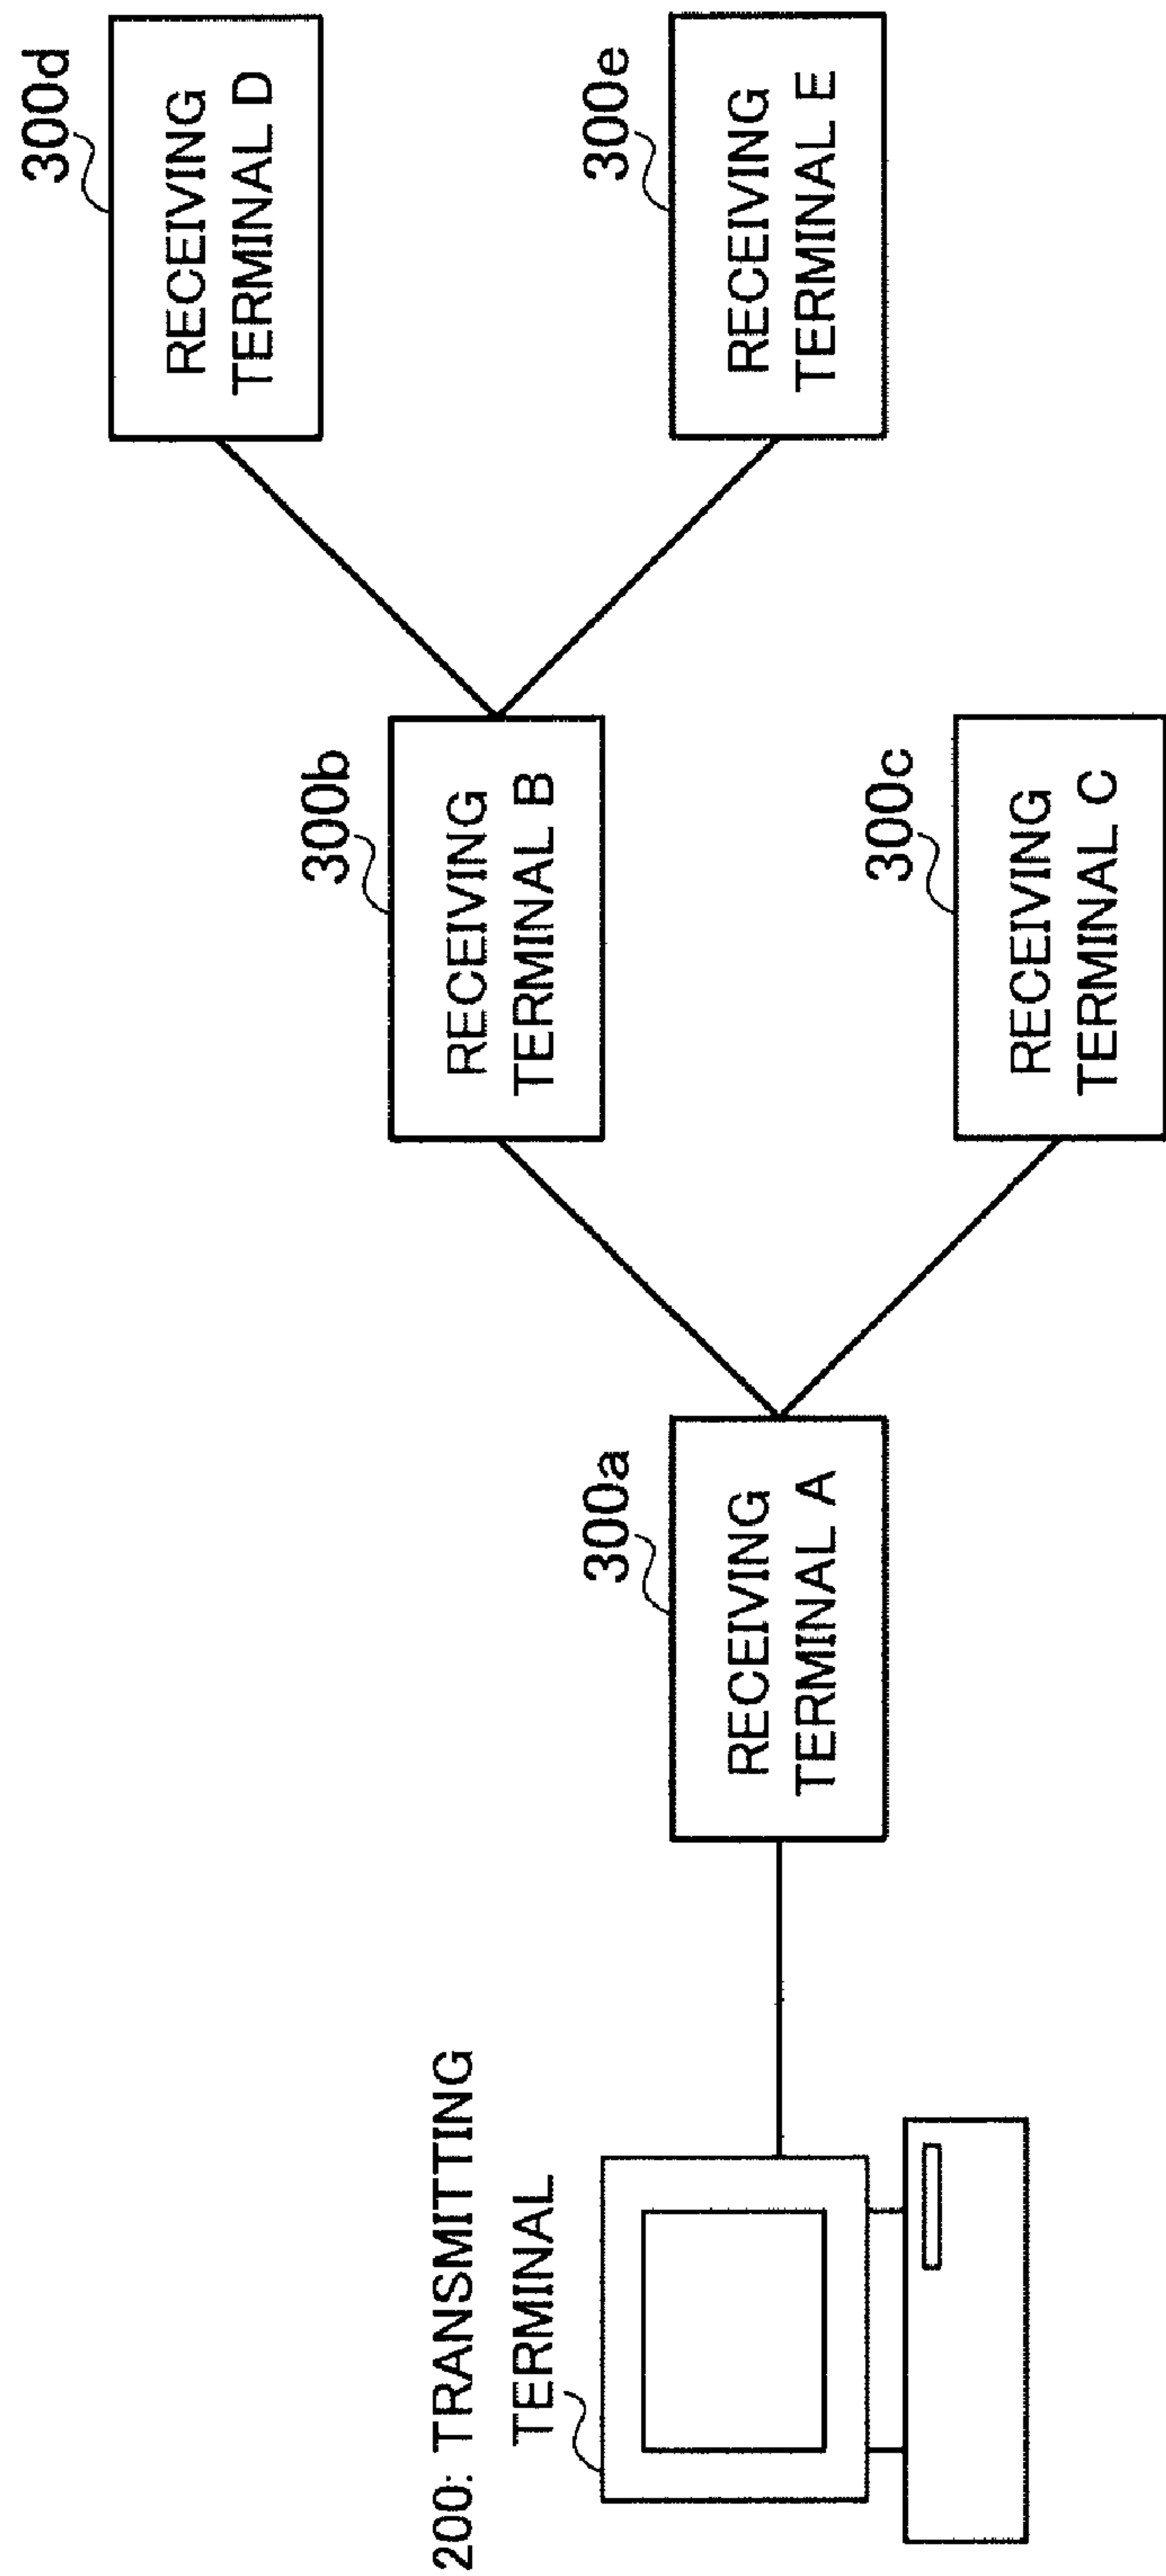 200: TRANSMITTING
TERMINAL
300a
RECEIVING
TERMINAL A
300b
RECEIVING
TERMINAL B
300c
RECEIVING
TERMINAL C
300d
RECEIVING
TERMINAL D
300e
RECEIVING
TERMINAL E